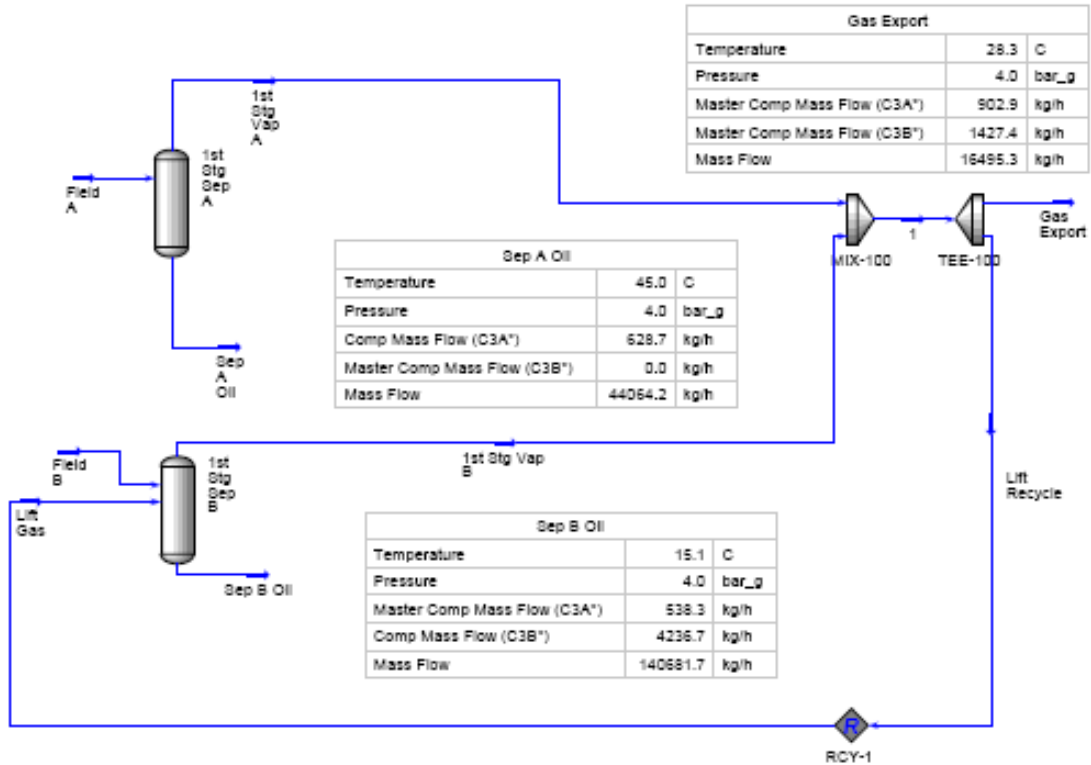 Gas Export
Temperature 28.3 C
Pressure 4.0 bar_g
Master Comp Mass Flow (C3A*) 902.9 kg/h
Master Comp Mass Flow (C3B*) 1427.4 kg/h
Mass Flow 16495.3 kg/h
1st
Stg
Vap
A
1st
Stg
Sep
A
Field
A
Gas
Export
1
MIX-100
TEE-100
Sep A Oil
Temperature 45.0 C
Pressure 4.0 bar_g
Comp Mass Flow (C3A*) 628.7 kg/h
Master Comp Mass Flow (C3B*) 0.0 kg/h
Mass Flow 44064.2 kg/h
Sep
A
Oil
1st Stg Vap
B
Field
B
1st
Stg
Sep
B
Lift
Gas
Lift
Recycle
Sep B Oil
Sep B Oil
Temperature 15.1 C
Pressure 4.0 bar_g
Master Comp Mass Flow (C3A*) 538.3 kg/h
Comp Mass Flow (C3B*) 4236.7 kg/h
Mass Flow 140681.7 kg/h
R
RCY-1